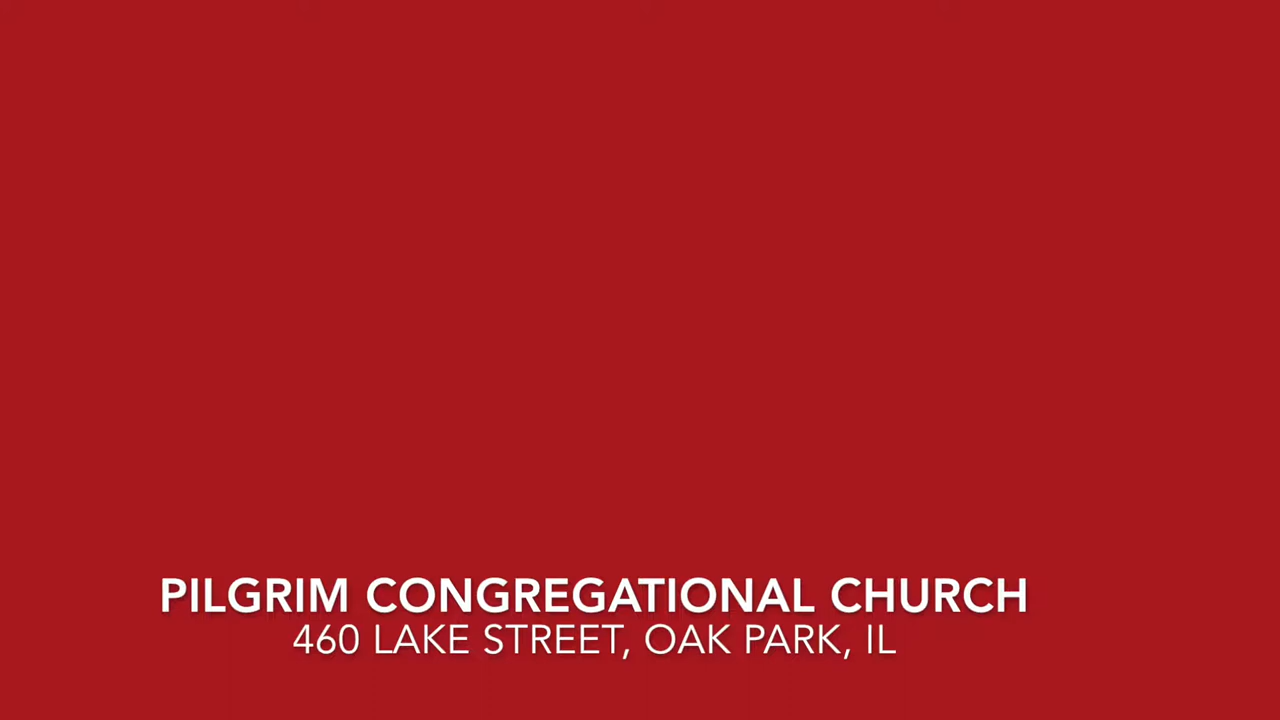 PILGRIM CONGREGATIONAL CHURCH
460 LAKE STREET, OAK PARK, IL